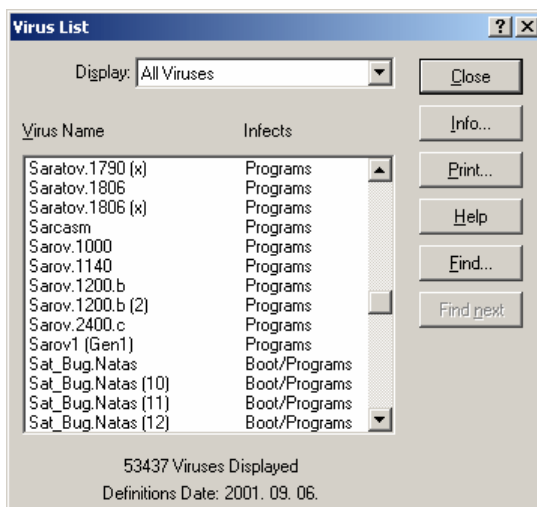 Virus List
Display: All Viruses
Close
Virus Name Infects
Info...
Saratov.1790 (x) Programs
Print...
Saratov.1806 Programs
Saratov.1806 (x) Programs
Sarcasm Programs
Help
Sarov.1000 Programs
Sarov.1140 Programs
Find...
Sarov.1200.b Programs
Sarov.1200.b (2) Programs
Find next
Sarov.2400.c Programs
Sarov1 (Gen1) Programs
Sat_Bug.Natas Boot/Programs
Sat_Bug.Natas (10) Boot/Programs
Sat_Bug.Natas (11) Boot/Programs
Sat_Bug.Natas (12) Boot/Programs
53437 Viruses Displayed
Definitions Date: 2001. 09. 06.